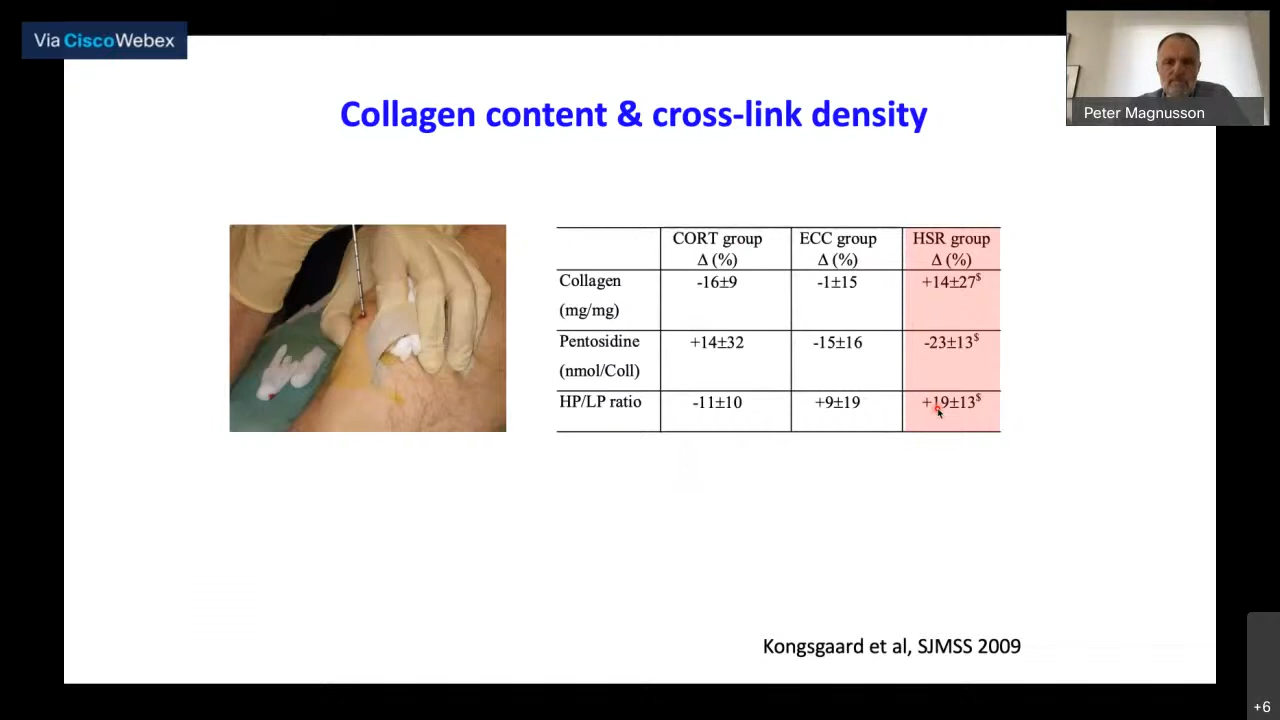 Via CiscoWebex
Peter Magnusson
Collagen content & cross-link density
CORT group Δ (%)
ECC group Δ (%)
HSR group Δ (%)
Collagen (mg/mg)
-16±9
-1±15
+14±27$
Pentosidine (nmol/Coll)
+14±32
-15±16
-23±13$
HP/LP ratio
-11±10
+9±19
+19±13$
Kongsgaard et al, SJMSS 2009
+6